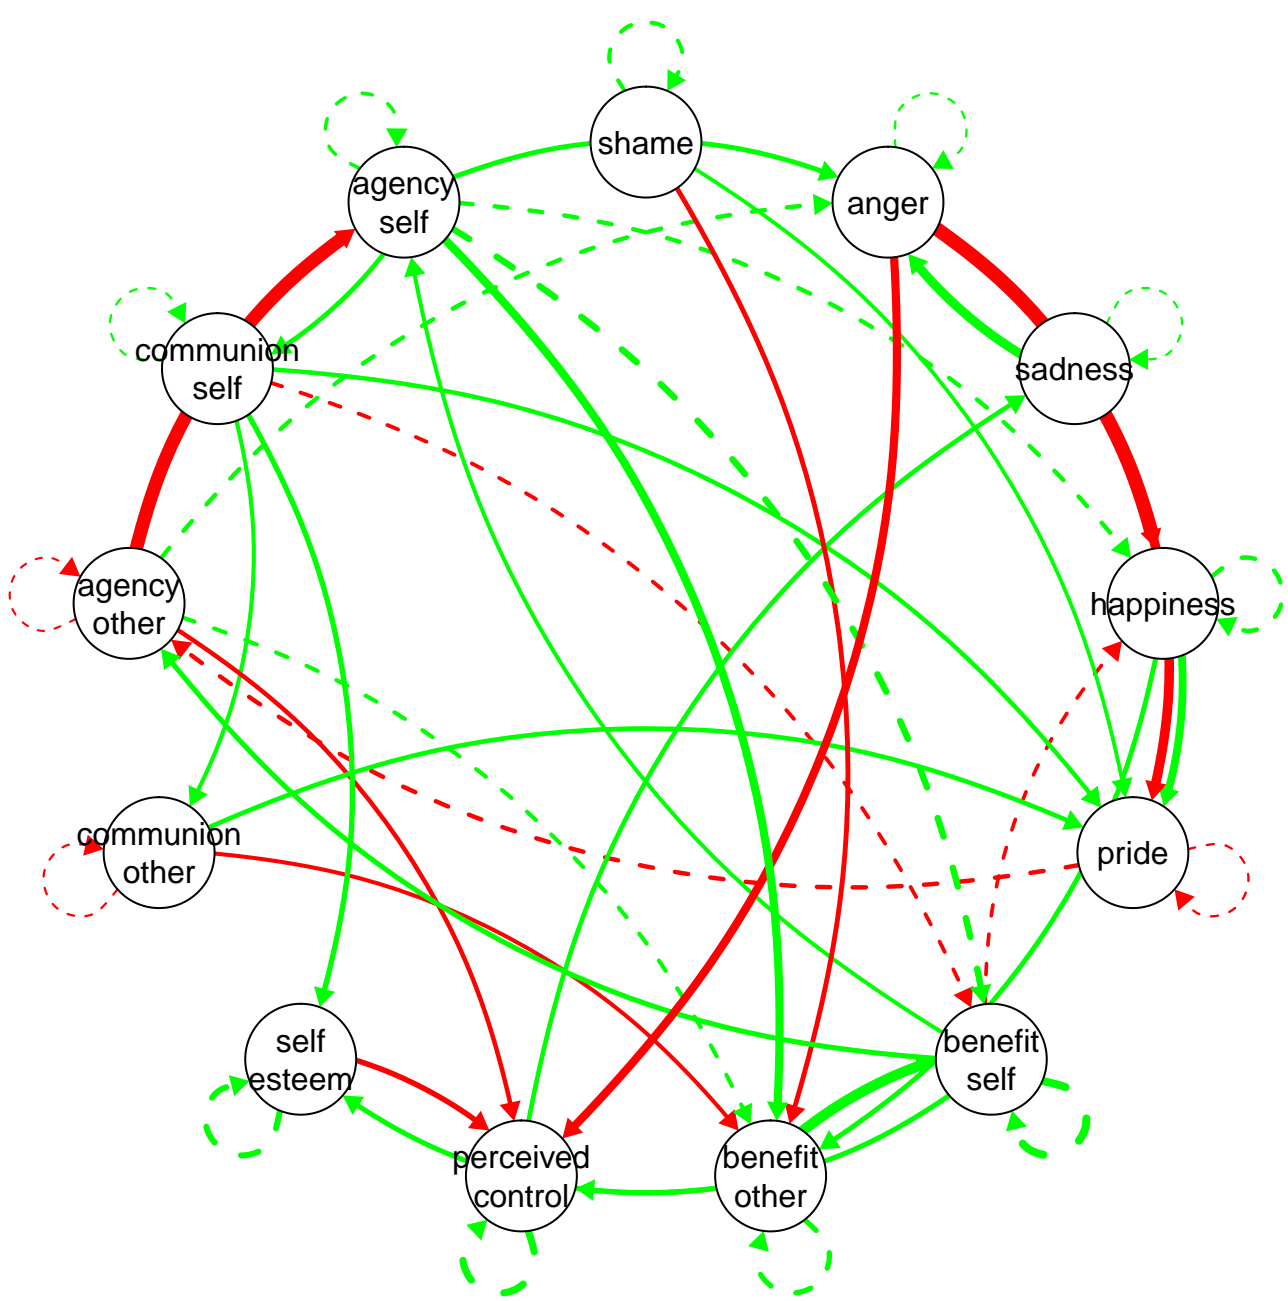 shame
agency
self
anger
communion
self
sadness
agency
other
happiness
communion
other
pride
self
esteem
benefit
self
perceived
control
benefit
other